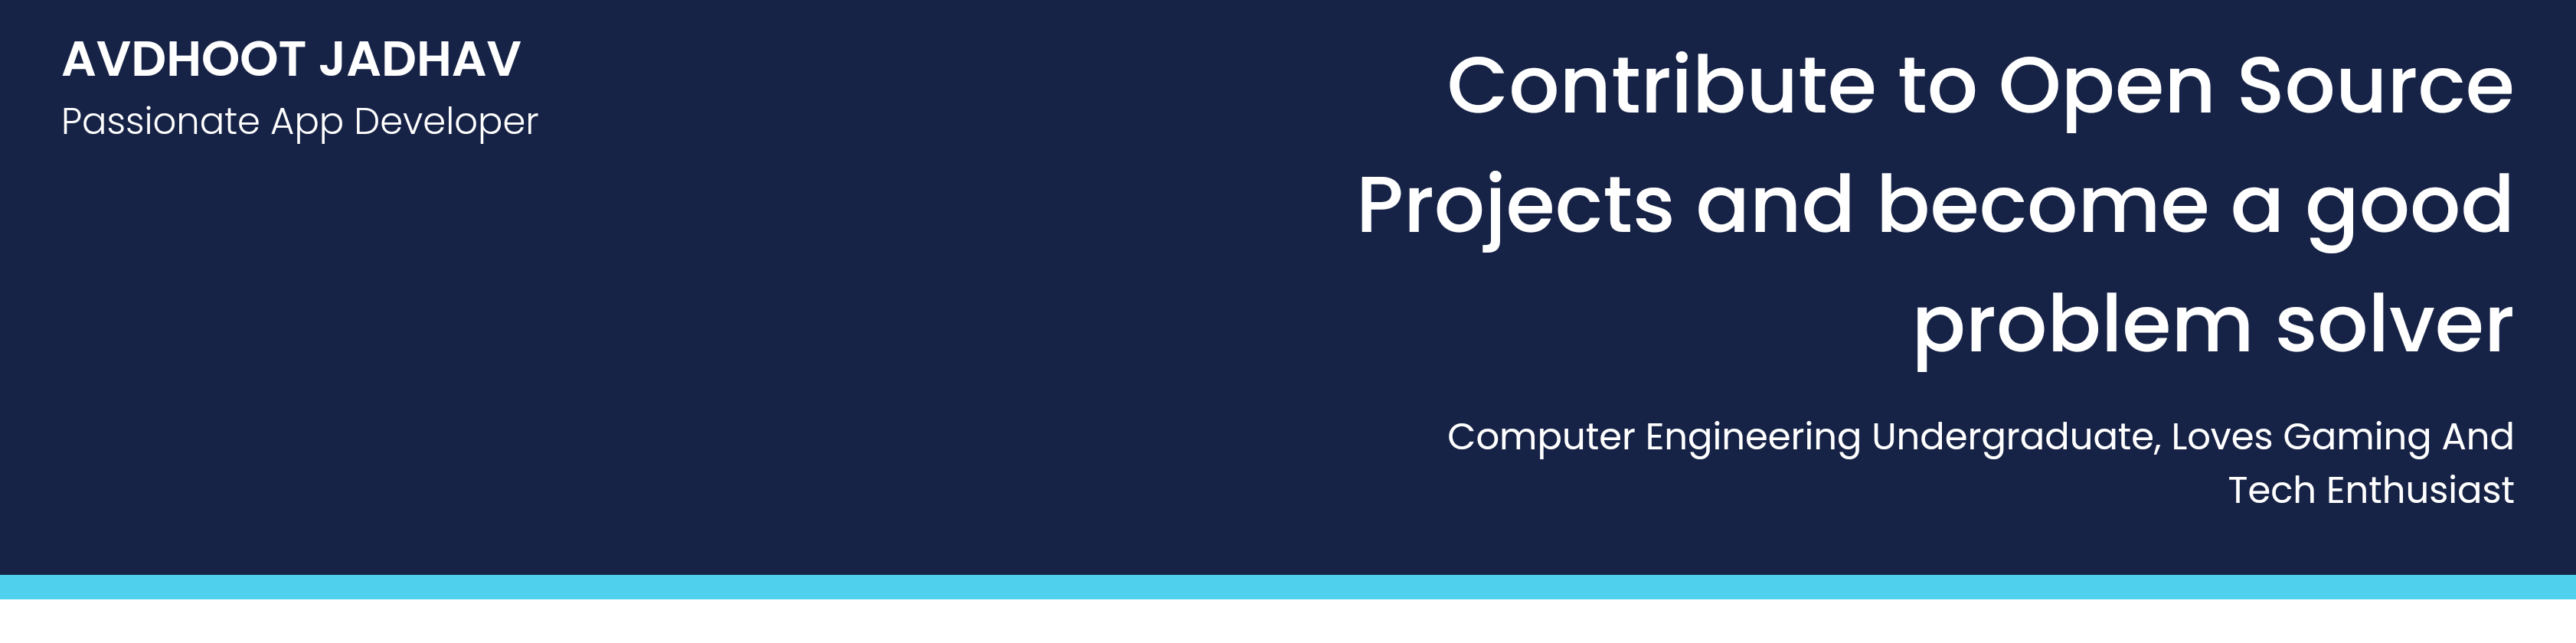 AVDHOOT JADHAV
Passionate App Developer
Contribute to Open Source
Projects and become a good
problem solver
Computer Engineering Undergraduate, Loves Gaming And
Tech Enthusiast